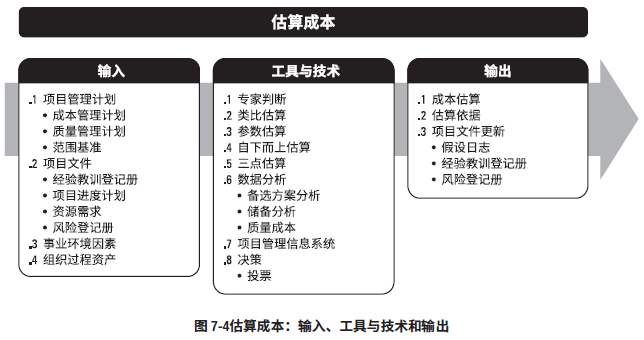 估算成本
输入
.1 项目管理计划
• 成本管理计划
• 质量管理计划
• 范围基准
.2 项目文件
• 经验教训登记册
• 项目进度计划
• 资源需求
• 风险登记册
.3 事业环境因素
.4 组织过程资产
工具与技术
.1 专家判断
.2 类比估算
.3 参数估算
.4 自下而上估算
.5 三点估算
.6 数据分析
• 备选方案分析
• 储备分析
• 质量成本
.7 项目管理信息系统
.8 决策
• 投票
输出
.1 成本估算
.2 估算依据
.3 项目文件更新
• 假设日志
• 经验教训登记册
• 风险登记册
图 7-4估算成本：输入、工具与技术和输出